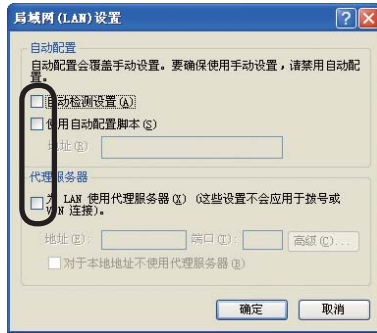 局域网(LAN)设置
自动配置
自动配置会覆盖手动设置。要确保使用手动设置，请禁用自动配
置。
自动检测设置(A)
使用自动配置脚本(S)
地址(R)
代理服务器
为 LAN 使用代理服务器(X) (这些设置不会应用于拨号或
VPN 连接)。
地址(E): 端口(T): 高级(C)...
对于本地地址不使用代理服务器(B)
确定 取消